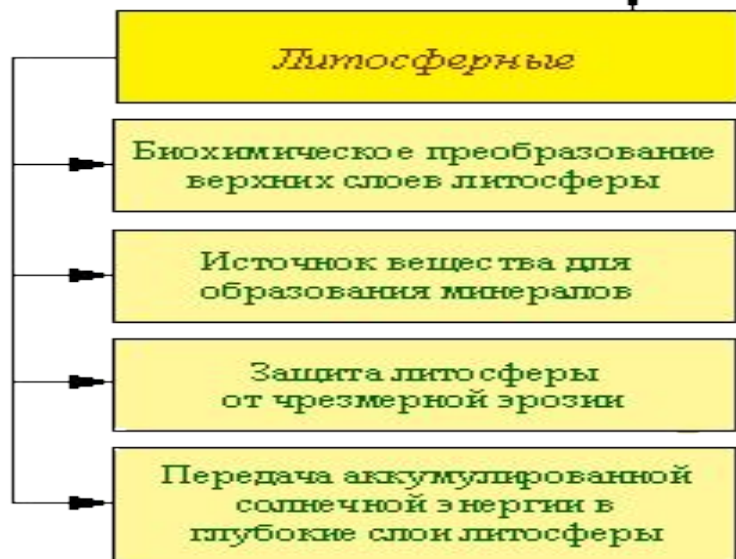 Литосферные
Биохимическое преобразование
верхних слоев литосферы
Источнок вещества для
образования минералов
Защита литосферы
от чрезмерной эрозии
Передача аккумулированной
солнечной энергии в
глубокие слои литосферы